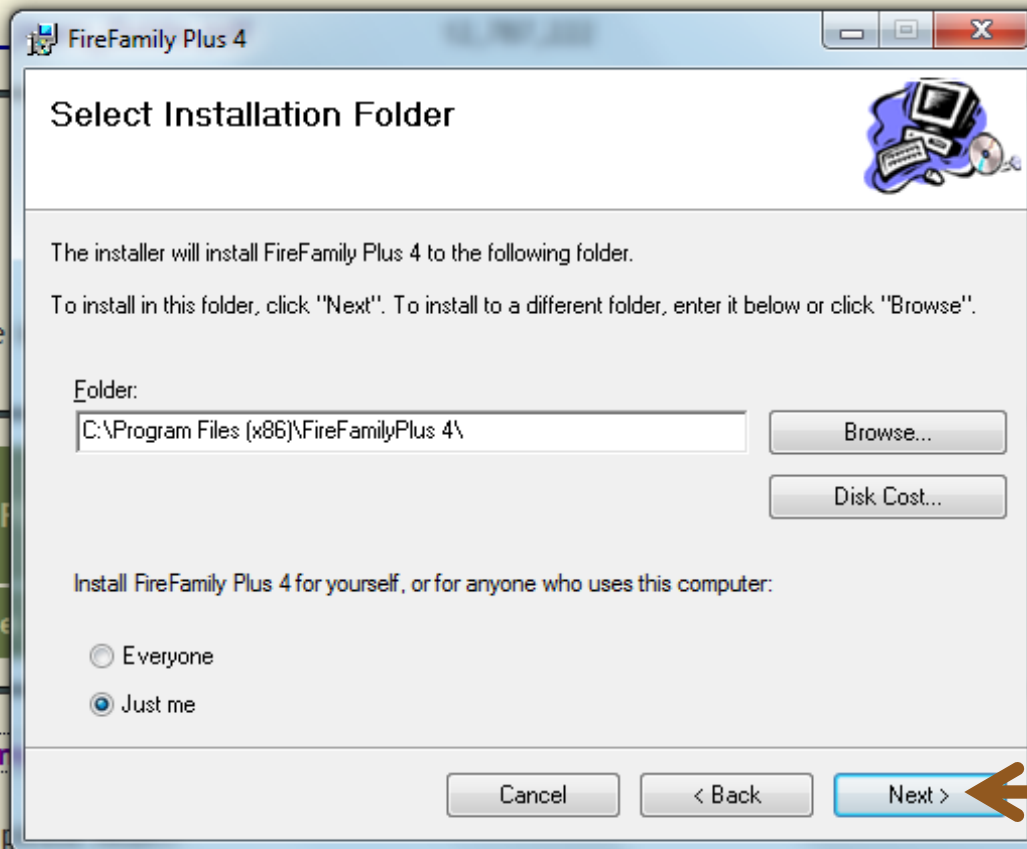 FireFamily Plus 4
Select Installation Folder
The installer will install FireFamily Plus 4 to the following folder.
To install in this folder, click "Next". To install to a different folder, enter it below or click "Browse".
Folder:
C:\Program Files (x86)\FireFamilyPlus 4\
Browse...
Disk Cost...
Install FireFamily Plus 4 for yourself, or for anyone who uses this computer:
Everyone
Just me
Cancel
< Back
Next >